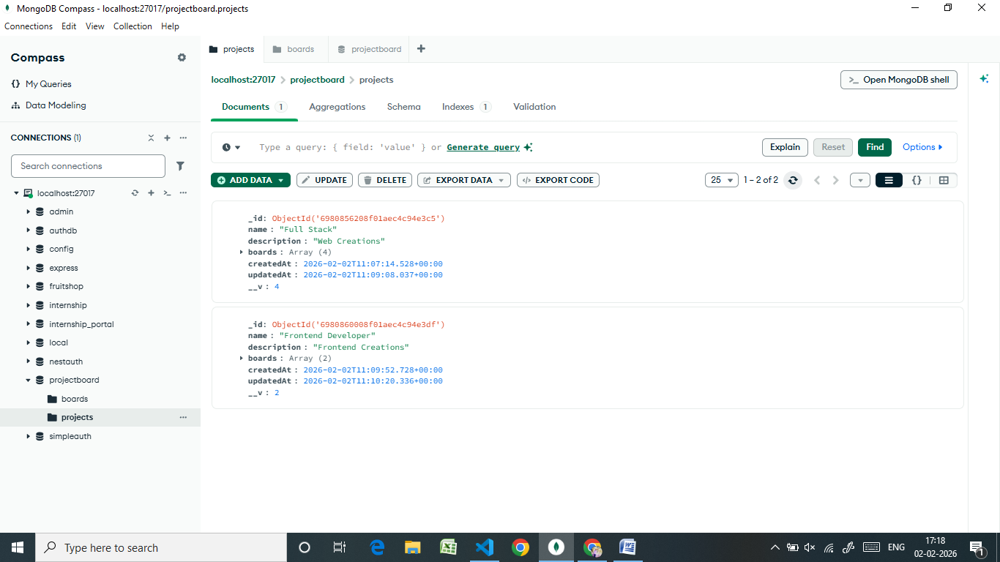 MongoDB Compass - localhost:27017/projectboard.projects
Connections Edit View Collection Help
Compass
My Queries
Data Modeling
CONNECTIONS (1)
Search connections
localhost:27017
admin
authdb
config
express
fruitshop
internship
internship_portal
local
nestauth
projectboard
boards
projects
simpleauth
projects boards projectboard
localhost:27017 > projectboard > projects
>_ Open MongoDB shell
Documents 1 Aggregations Schema Indexes 1 Validation
Type a query: { field: 'value' } or Generate query
Explain Reset Find Options
ADD DATA UPDATE DELETE EXPORT DATA EXPORT CODE
25 1 – 2 of 2
_id: ObjectId('6980856208f01aec4c94e3c5')
name : "Full Stack"
description : "Web Creations"
boards : Array (4)
createdAt : 2026-02-02T11:07:14.528+00:00
updatedAt : 2026-02-02T11:09:08.037+00:00
__v : 4
_id: ObjectId('6980860008f01aec4c94e3df')
name : "Frontend Developer"
description : "Frontend Creations"
boards : Array (2)
createdAt : 2026-02-02T11:09:52.728+00:00
updatedAt : 2026-02-02T11:10:20.336+00:00
__v : 2
Type here to search
ENG
17:18
02-02-2026
1